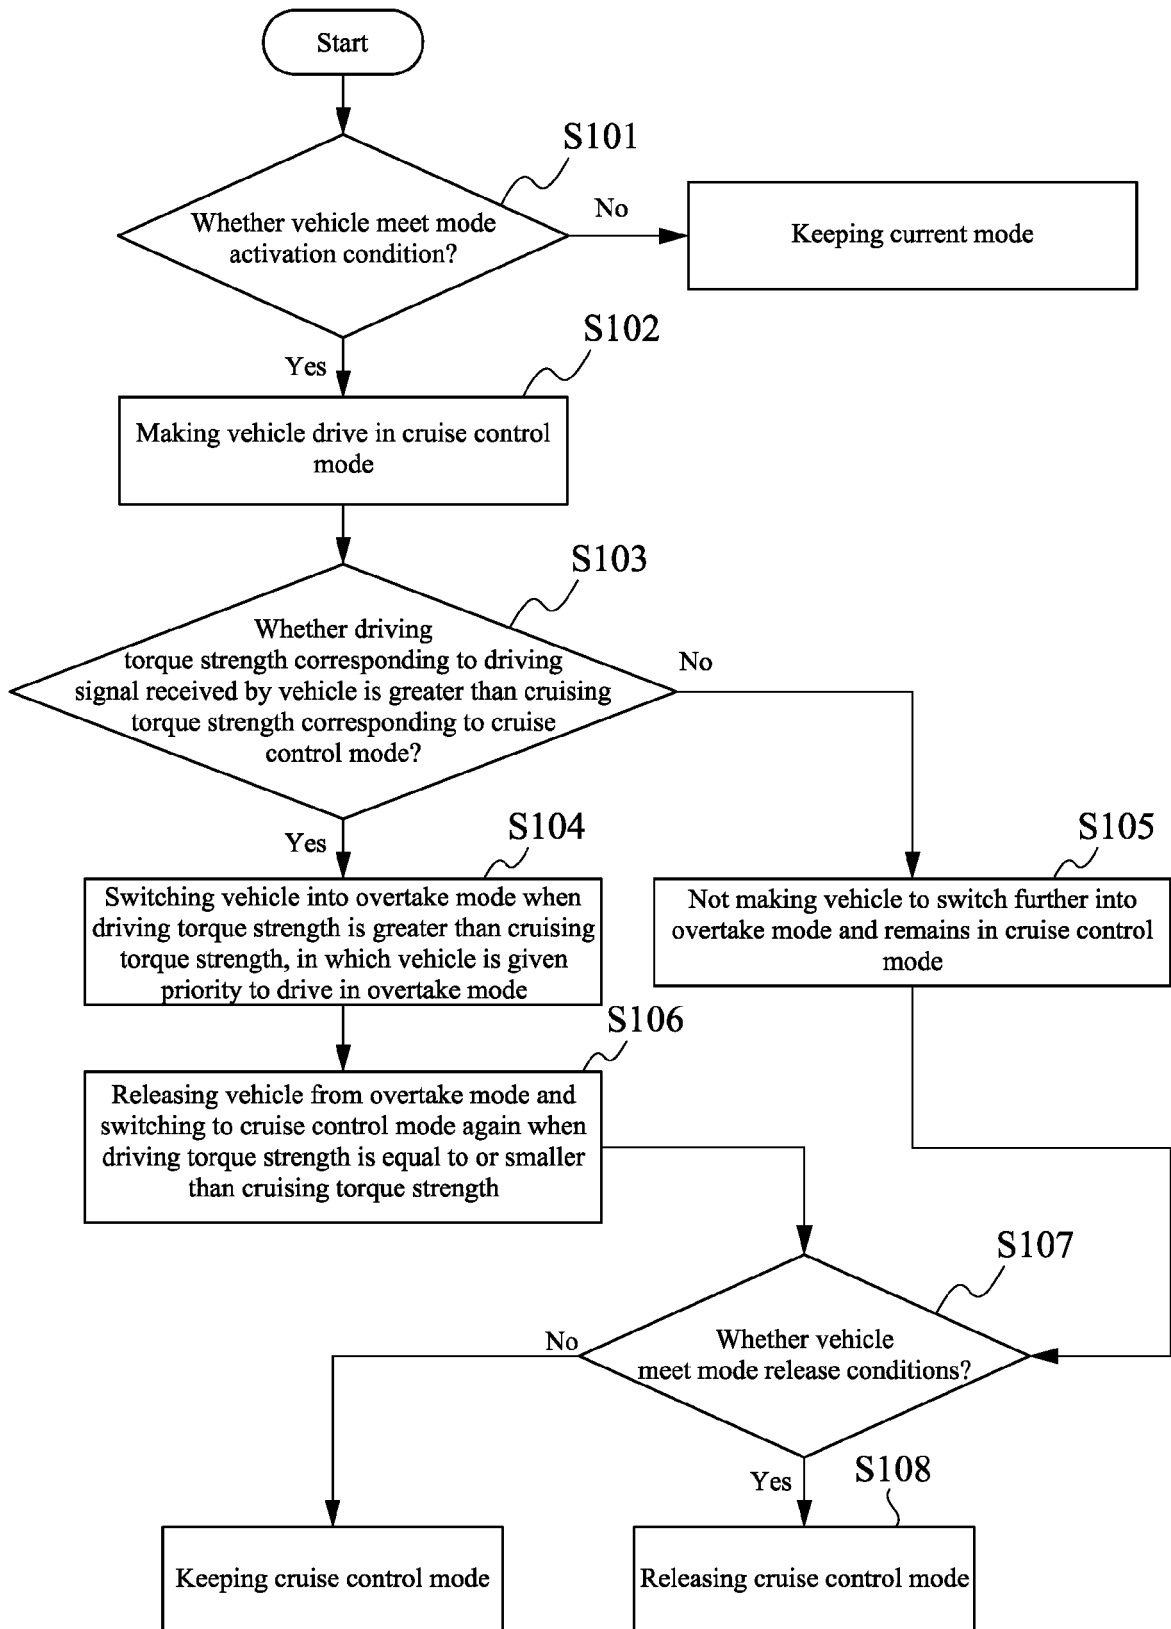 Start
S101
Whether vehicle meet mode
activation condition?
No
Keeping current mode
Yes
S102
Making vehicle drive in cruise control
mode
S103
Whether driving
torque strength corresponding to driving
signal received by vehicle is greater than cruising
torque strength corresponding to cruise
control mode?
No
Yes
S104
Switching vehicle into overtake mode when
driving torque strength is greater than cruising
torque strength, in which vehicle is given
priority to drive in overtake mode
S105
Not making vehicle to switch further into
overtake mode and remains in cruise control
mode
S106
Releasing vehicle from overtake mode and
switching to cruise control mode again when
driving torque strength is equal to or smaller
than cruising torque strength
S107
Whether vehicle
meet mode release conditions?
No
Yes
S108
Keeping cruise control mode
Releasing cruise control mode